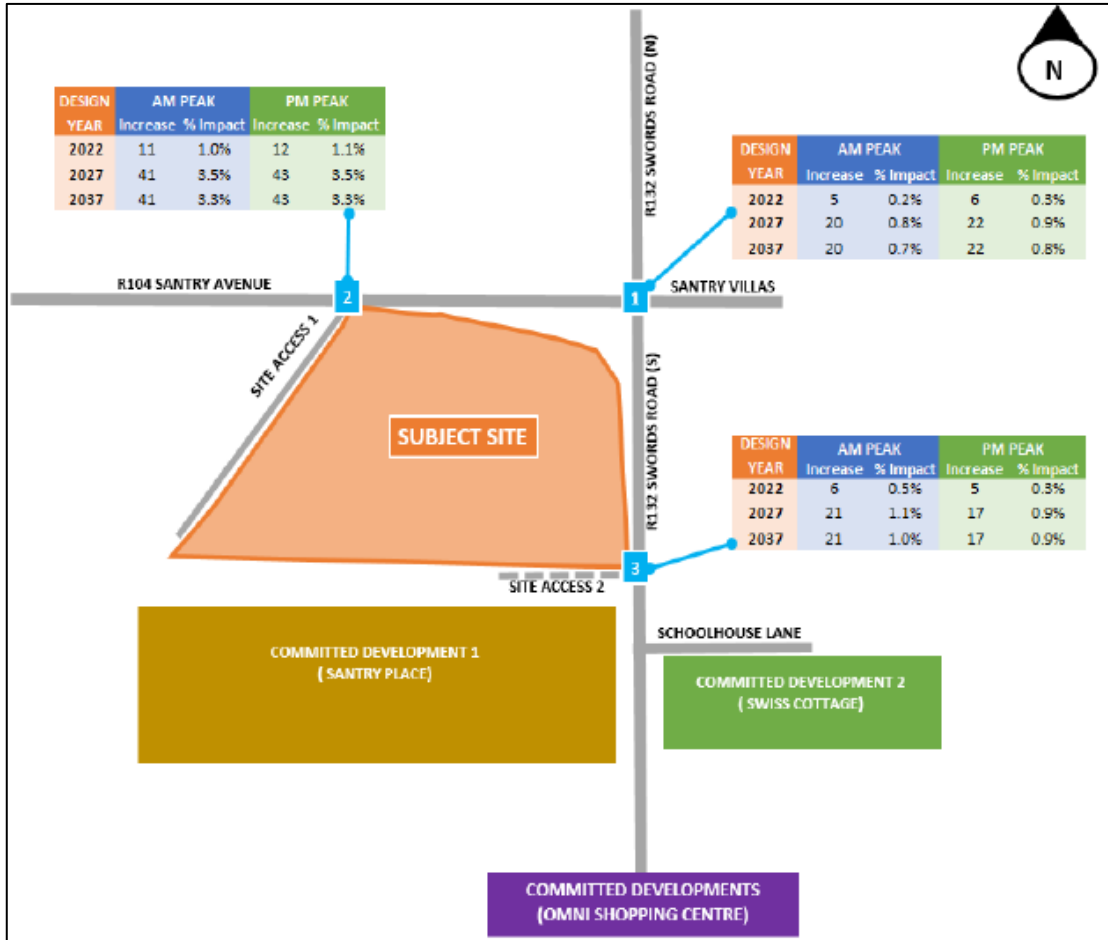 R132 SWORDS ROAD (N)
N
DESIGN YEAR AM PEAK PM PEAK
Increase % Impact Increase % Impact
2022 11 1.0% 12 1.1%
2027 41 3.5% 43 3.5%
2037 41 3.3% 43 3.3%
DESIGN YEAR AM PEAK PM PEAK
Increase % Impact Increase % Impact
2022 5 0.2% 6 0.3%
2027 20 0.8% 22 0.9%
2037 20 0.7% 22 0.8%
R104 SANTRY AVENUE
2
1
SANTRY VILLAS
SITE ACCESS 1
R132 SWORDS ROAD (S)
SUBJECT SITE
DESIGN YEAR AM PEAK PM PEAK
Increase % Impact Increase % Impact
2022 6 0.5% 5 0.3%
2027 21 1.1% 17 0.9%
2037 21 1.0% 17 0.9%
3
SITE ACCESS 2
SCHOOLHOUSE LANE
COMMITTED DEVELOPMENT 1
( SANTRY PLACE)
COMMITTED DEVELOPMENT 2
( SWISS COTTAGE)
COMMITTED DEVELOPMENTS
(OMNI SHOPPING CENTRE)